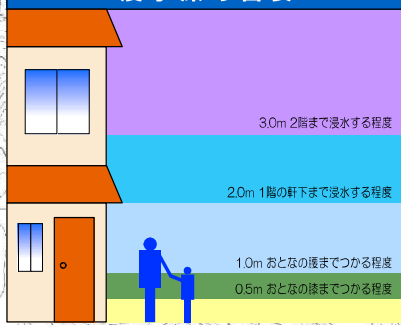 3.0m 2階まで浸水する程度
2.0m 1階の軒下まで浸水する程度
1.0m おとなの腰までつかる程度
0.5m おとなの膝までつかる程度